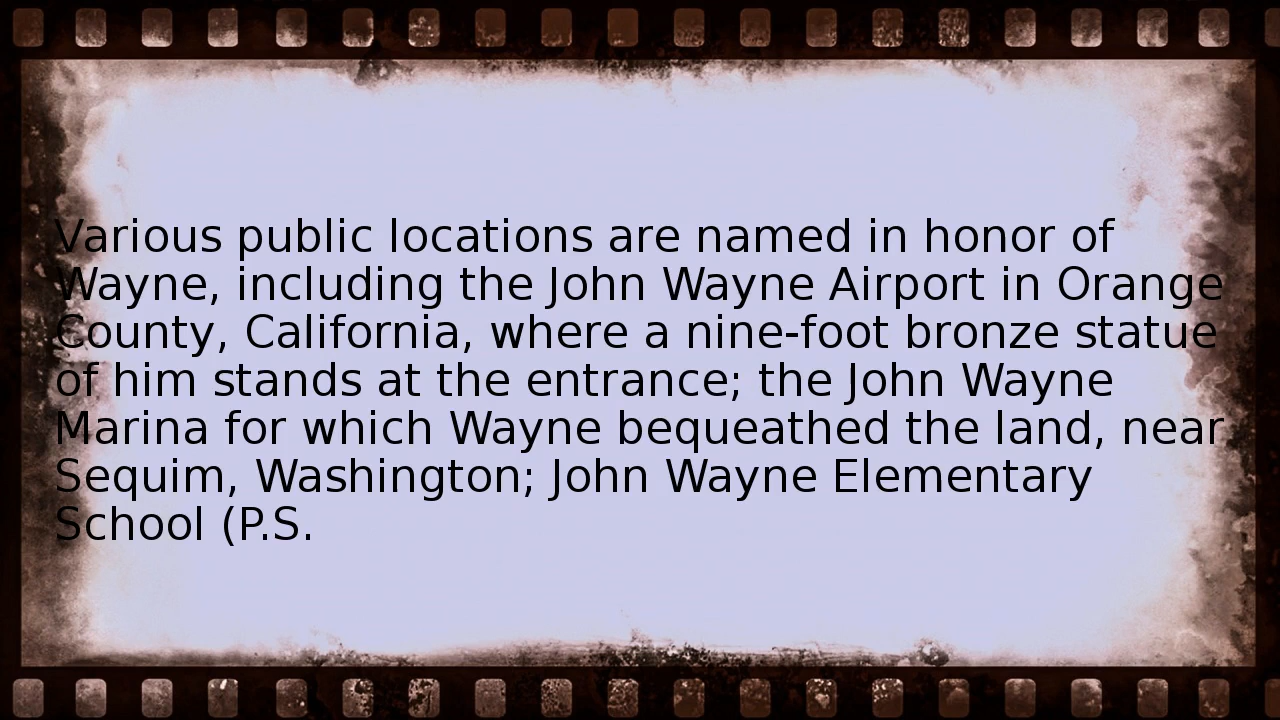 Various public locations are named in honor of
Wayne, including the John Wayne Airport in Orange
County, California, where a nine-foot bronze statue
of him stands at the entrance; the John Wayne
Marina for which Wayne bequeathed the land, near
Sequim, Washington; John Wayne Elementary
School (P.S.